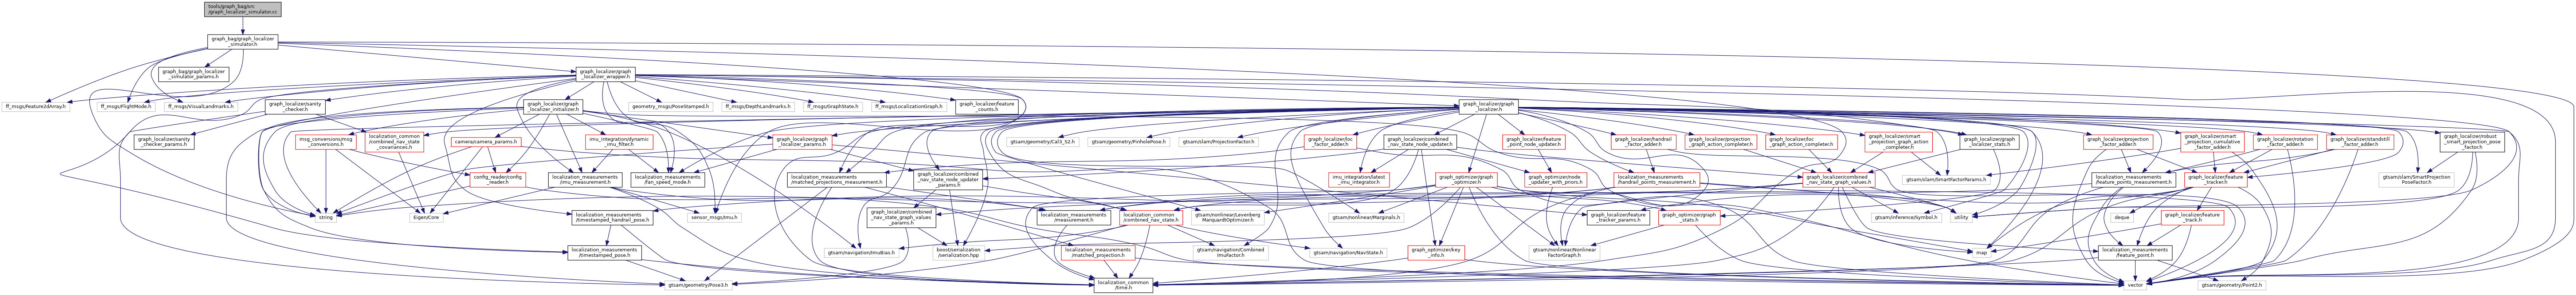 tools/graph_bag/src
/graph_localizer_simulator.cc
graph_bag/graph_localizer
_simulator.h
graph_bag/graph_localizer
_simulator_params.h
graph_localizer/graph
_localizer_wrapper.h
ff_msgs/Feature2dArray.h
ff_msgs/FlightMode.h
ff_msgs/VisualLandmarks.h
graph_localizer/sanity
_checker.h
graph_localizer/graph
_localizer_initializer.h
geometry_msgs/PoseStamped.h
ff_msgs/DepthLandmarks.h
ff_msgs/GraphState.h
ff_msgs/LocalizationGraph.h
graph_localizer/feature
_counts.h
graph_localizer/graph
_localizer.h
graph_localizer/sanity
_checker_params.h
msg_conversions/msg
_conversions.h
localization_common
/combined_nav_state
_covariances.h
camera/camera_params.h
imu_integration/dynamic
_imu_filter.h
graph_localizer/graph
_localizer_params.h
gtsam/geometry/Cal3_S2.h
gtsam/geometry/PinholePose.h
gtsam/slam/ProjectionFactor.h
graph_localizer/loc
_factor_adder.h
graph_localizer/combined
_nav_state_node_updater.h
graph_localizer/feature
_point_node_updater.h
graph_localizer/handrail
_factor_adder.h
graph_localizer/projection
_graph_action_completer.h
graph_localizer/loc
_graph_action_completer.h
graph_localizer/smart
_projection_graph_action
_completer.h
graph_localizer/graph
_localizer_stats.h
graph_localizer/projection
_factor_adder.h
graph_localizer/smart
_projection_cumulative
_factor_adder.h
graph_localizer/rotation
_factor_adder.h
graph_localizer/standstill
_factor_adder.h
graph_localizer/robust
_smart_projection_pose
_factor.h
config_reader/config
_reader.h
localization_measurements
/imu_measurement.h
localization_measurements
/fan_speed_mode.h
localization_measurements
/matched_projections_measurement.h
graph_localizer/combined
_nav_state_node_updater
_params.h
imu_integration/latest
_imu_integrator.h
graph_optimizer/graph
_optimizer.h
graph_optimizer/node
_updater_with_priors.h
localization_measurements
/handrail_points_measurement.h
graph_localizer/combined
_nav_state_graph_values.h
gtsam/slam/SmartFactorParams.h
localization_measurements
/feature_points_measurement.h
graph_localizer/feature
_tracker.h
gtsam/slam/SmartProjection
PoseFactor.h
string
Eigen/Core
localization_measurements
/timestamped_handrail_pose.h
sensor_msgs/Imu.h
graph_localizer/combined
_nav_state_graph_values
_params.h
localization_measurements
/measurement.h
localization_common
/combined_nav_state.h
gtsam/nonlinear/Levenberg
MarquardtOptimizer.h
gtsam/nonlinear/Marginals.h
graph_localizer/feature
_tracker_params.h
graph_optimizer/graph
_stats.h
gtsam/inference/Symbol.h
utility
deque
graph_localizer/feature
_track.h
localization_measurements
/timestamped_pose.h
gtsam/navigation/ImuBias.h
boost/serialization
/serialization.hpp
localization_measurements
/matched_projection.h
gtsam/navigation/Combined
ImuFactor.h
gtsam/navigation/NavState.h
graph_optimizer/key
_info.h
gtsam/nonlinear/Nonlinear
FactorGraph.h
map
localization_measurements
/feature_point.h
gtsam/geometry/Pose3.h
localization_common
/time.h
vector
gtsam/geometry/Point2.h